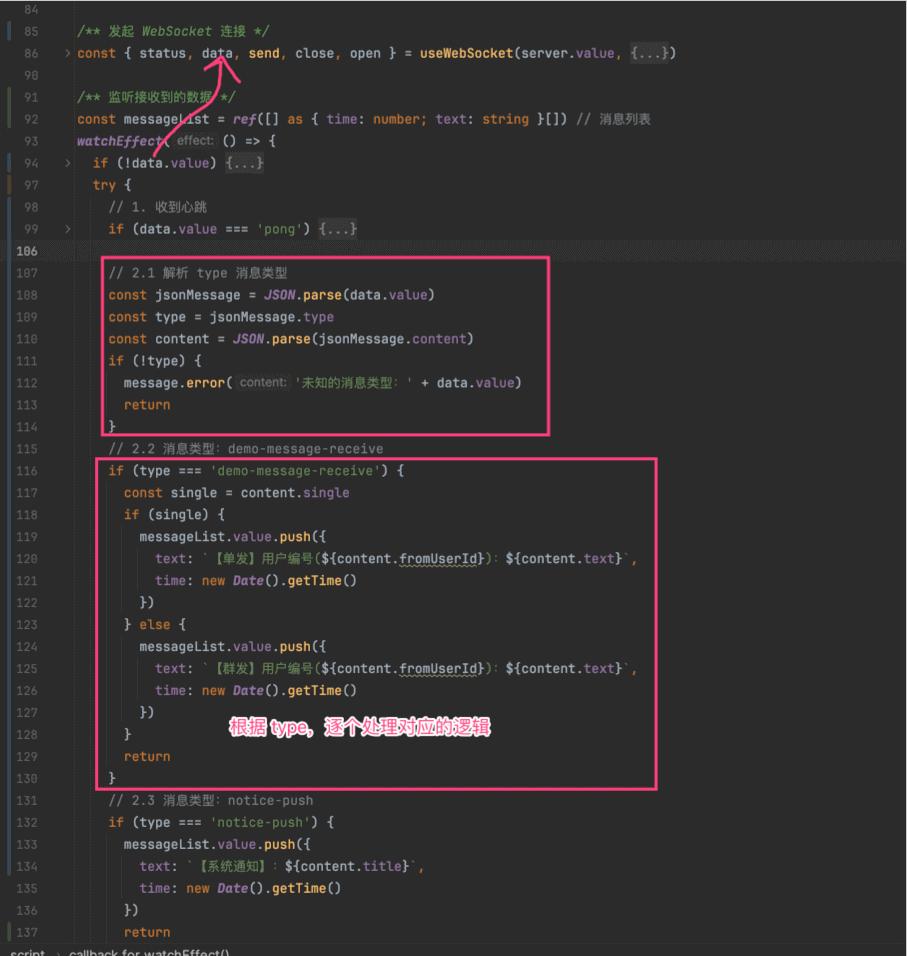 84
85 /** 发起 WebSocket 连接 */
86 const { status, data, send, close, open } = useWebSocket(server.value, {...})
90
91 /** 监听接收到的数据 */
92 const messageList = ref([] as { time: number; text: string }[]) // 消息列表
93 watchEffect( effect: () => {
94 if (!data.value) {...}
97 try {
98 // 1. 收到心跳
99 if (data.value === 'pong') {...}
106
107 // 2.1 解析 type 消息类型
108 const jsonMessage = JSON.parse(data.value)
109 const type = jsonMessage.type
110 const content = JSON.parse(jsonMessage.content)
111 if (!type) {
112 message.error( content: '未知的消息类型：' + data.value)
113 return
114 }
115 // 2.2 消息类型：demo-message-receive
116 if (type === 'demo-message-receive') {
117 const single = content.single
118 if (single) {
119 messageList.value.push({
120 text: `【单发】用户编号(${content.fromUserId})：${content.text}`,
121 time: new Date().getTime()
122 })
123 } else {
124 messageList.value.push({
125 text: `【群发】用户编号(${content.fromUserId})：${content.text}`,
126 time: new Date().getTime()
127 })
根据 type，逐个处理对应的逻辑
128 }
129 return
130 }
131 // 2.3 消息类型：notice-push
132 if (type === 'notice-push') {
133 messageList.value.push({
134 text: `【系统通知】：${content.title}`,
135 time: new Date().getTime()
136 })
137 return
script › callback for watchEffect()